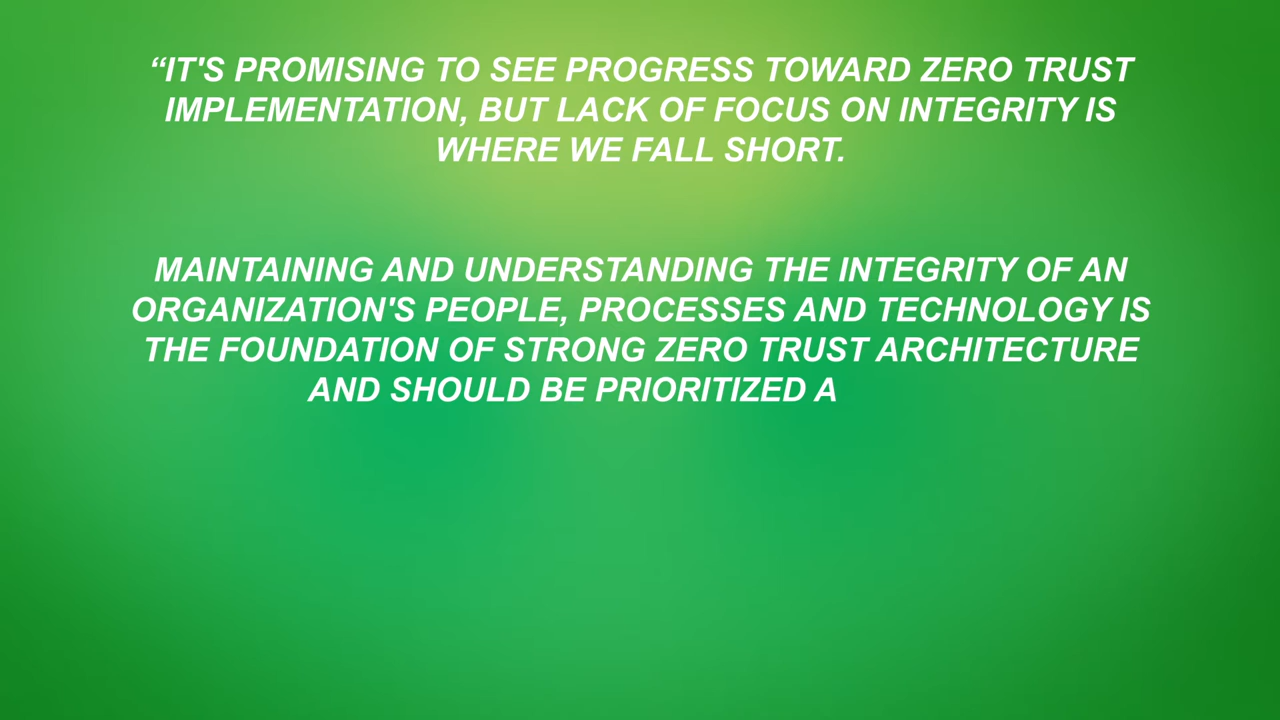 “IT'S PROMISING TO SEE PROGRESS TOWARD ZERO TRUST
IMPLEMENTATION, BUT LACK OF FOCUS ON INTEGRITY IS
WHERE WE FALL SHORT.
MAINTAINING AND UNDERSTANDING THE INTEGRITY OF AN
ORGANIZATION'S PEOPLE, PROCESSES AND TECHNOLOGY IS
THE FOUNDATION OF STRONG ZERO TRUST ARCHITECTURE
AND SHOULD BE PRIORITIZED A